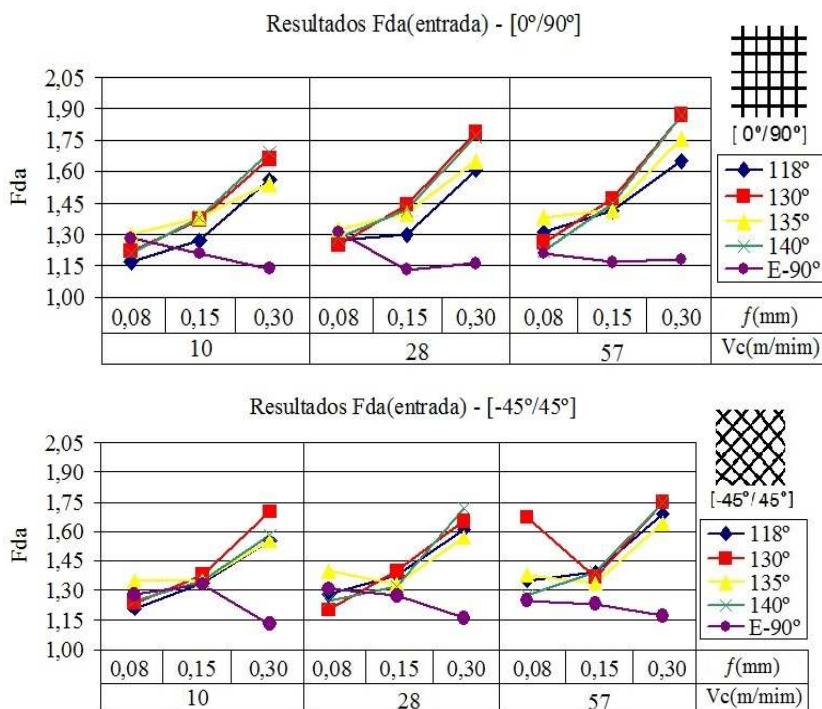 Resultados Fda(entrada) - [0º/90º]
Fda
2,05
1,90
1,75
1,60
1,45
1,30
1,15
1,00
[ 0º/90º]
118º
130º
135º
140º
E-90º
0,08 0,15 0,30 0,08 0,15 0,30 0,08 0,15 0,30 f(mm)
10 28 57 Vc(m/mim)
Resultados Fda(entrada) - [-45º/45º]
Fda
2,05
1,90
1,75
1,60
1,45
1,30
1,15
1,00
[-45º/45º]
118º
130º
135º
140º
E-90º
0,08 0,15 0,30 0,08 0,15 0,30 0,08 0,15 0,30 f(mm)
10 28 57 Vc(m/mim)